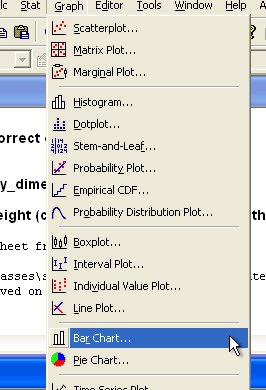 lc Stat Graph Editor Tools Window Help
Scatterplot...
Matrix Plot...
Marginal Plot...
Histogram...
Dotplot...
Stem-and-Leaf...
Probability Plot...
Empirical CDF...
Probability Distribution Plot...
Boxplot...
Interval Plot...
Individual Value Plot...
Line Plot...
Bar Chart...
Pie Chart...
Time Series Plot
orrect
y_dime
eight (c
th
heet fr
asses\s
te
ved on